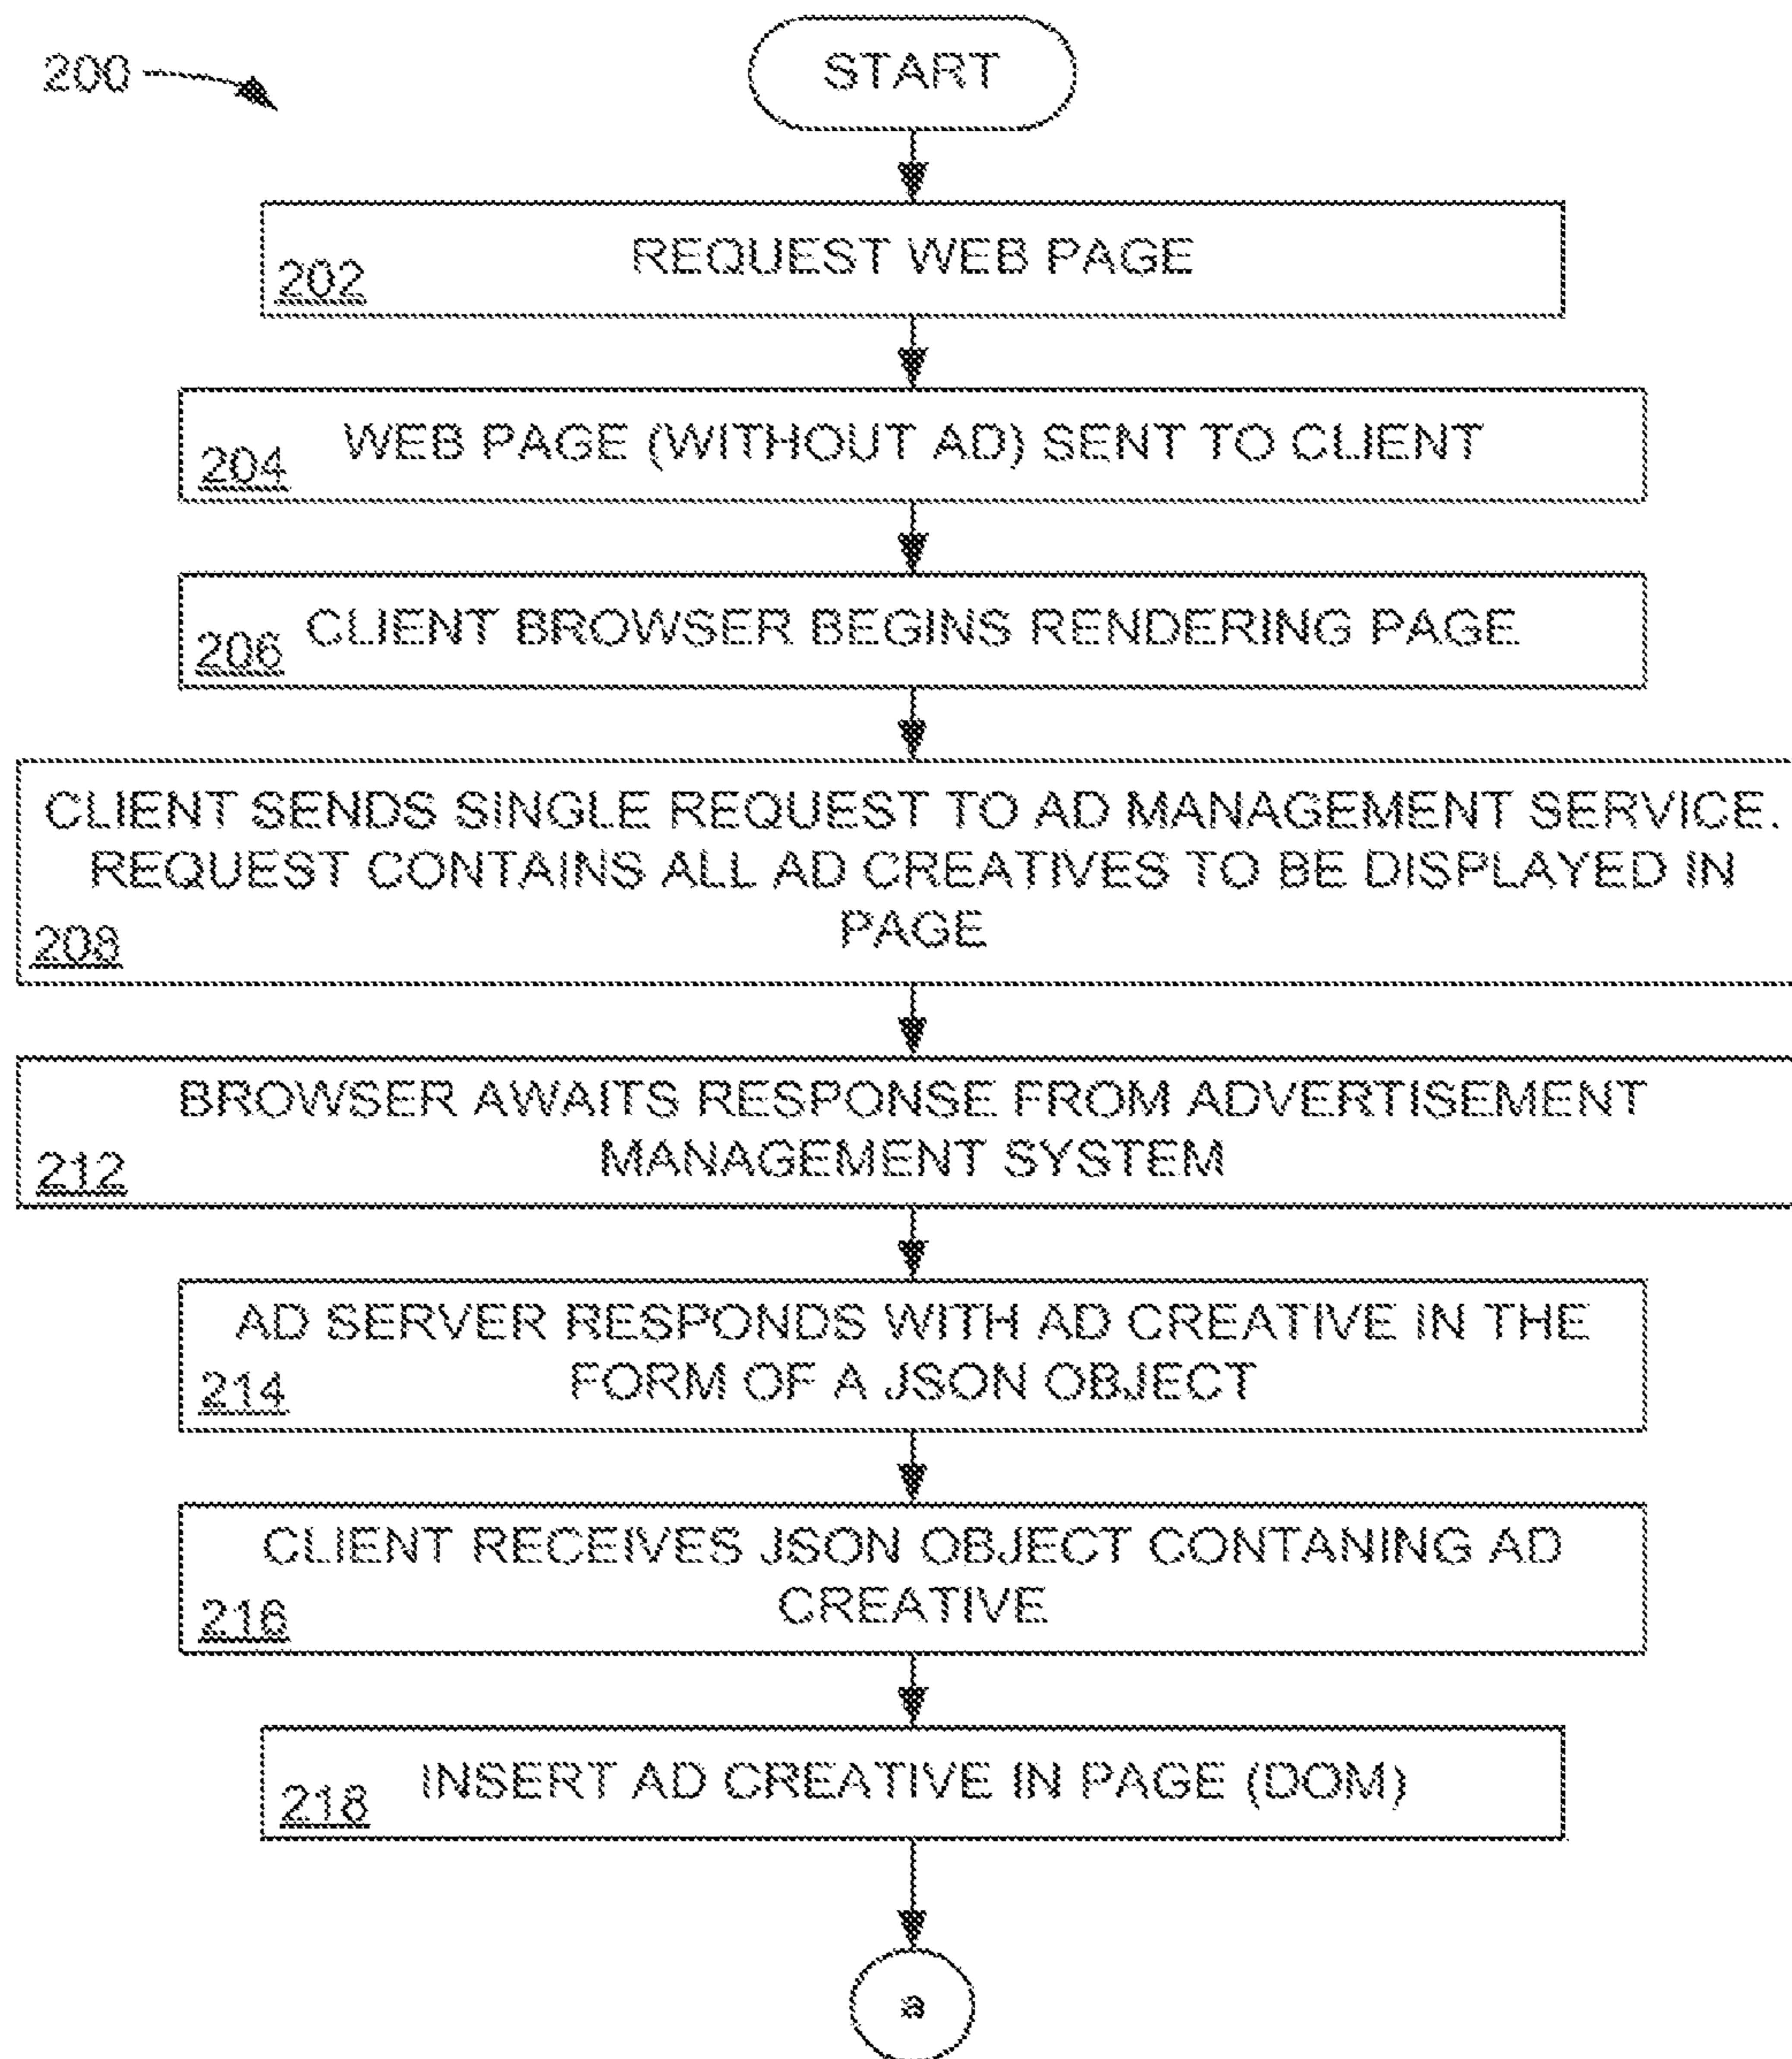 200
START
REQUEST WEB PAGE
202
WEB PAGE (WITHOUT AD) SENT TO CLIENT
204
CLIENT BROWSER BEGINS RENDERING PAGE
206
CLIENT SENDS SINGLE REQUEST TO AD MANAGEMENT SERVICE.
REQUEST CONTAINS ALL AD CREATIVES TO BE DISPLAYED IN
PAGE
208
BROWSER AWAITS RESPONSE FROM ADVERTISEMENT
MANAGEMENT SYSTEM
212
AD SERVER RESPONDS WITH AD CREATIVE IN THE
FORM OF A JSON OBJECT
214
CLIENT RECEIVES JSON OBJECT CONTANING AD
CREATIVE
216
INSERT AD CREATIVE IN PAGE (DOM)
218
a